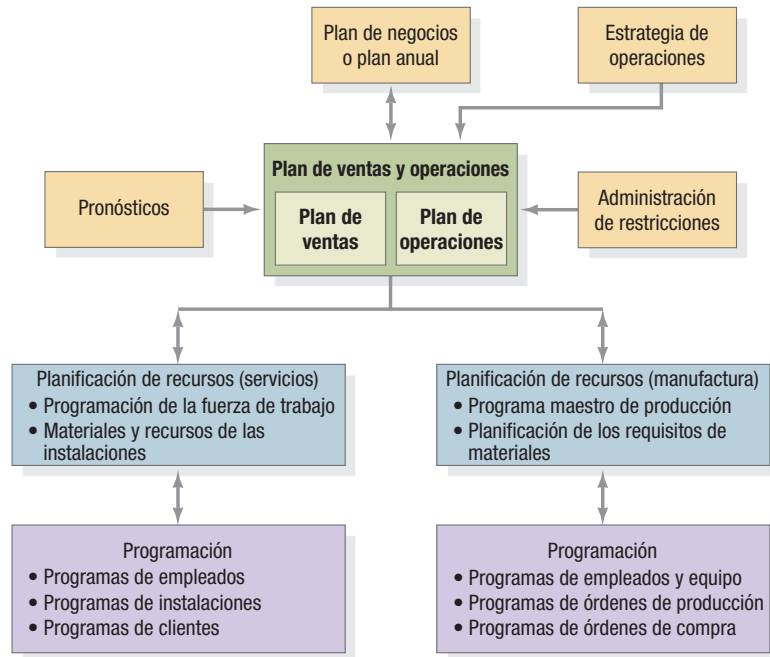 Plan de negocios
o plan anual
Estrategia de
operaciones
Plan de ventas y operaciones
Pronósticos
Plan de
ventas
Plan de
operaciones
Administración
de restricciones
Planificación de recursos (servicios)
• Programación de la fuerza de trabajo
• Materiales y recursos de las
instalaciones
Planificación de recursos (manufactura)
• Programa maestro de producción
• Planificación de los requisitos de
materiales
Programación
• Programas de empleados
• Programas de instalaciones
• Programas de clientes
Programación
• Programas de empleados y equipo
• Programas de órdenes de producción
• Programas de órdenes de compra